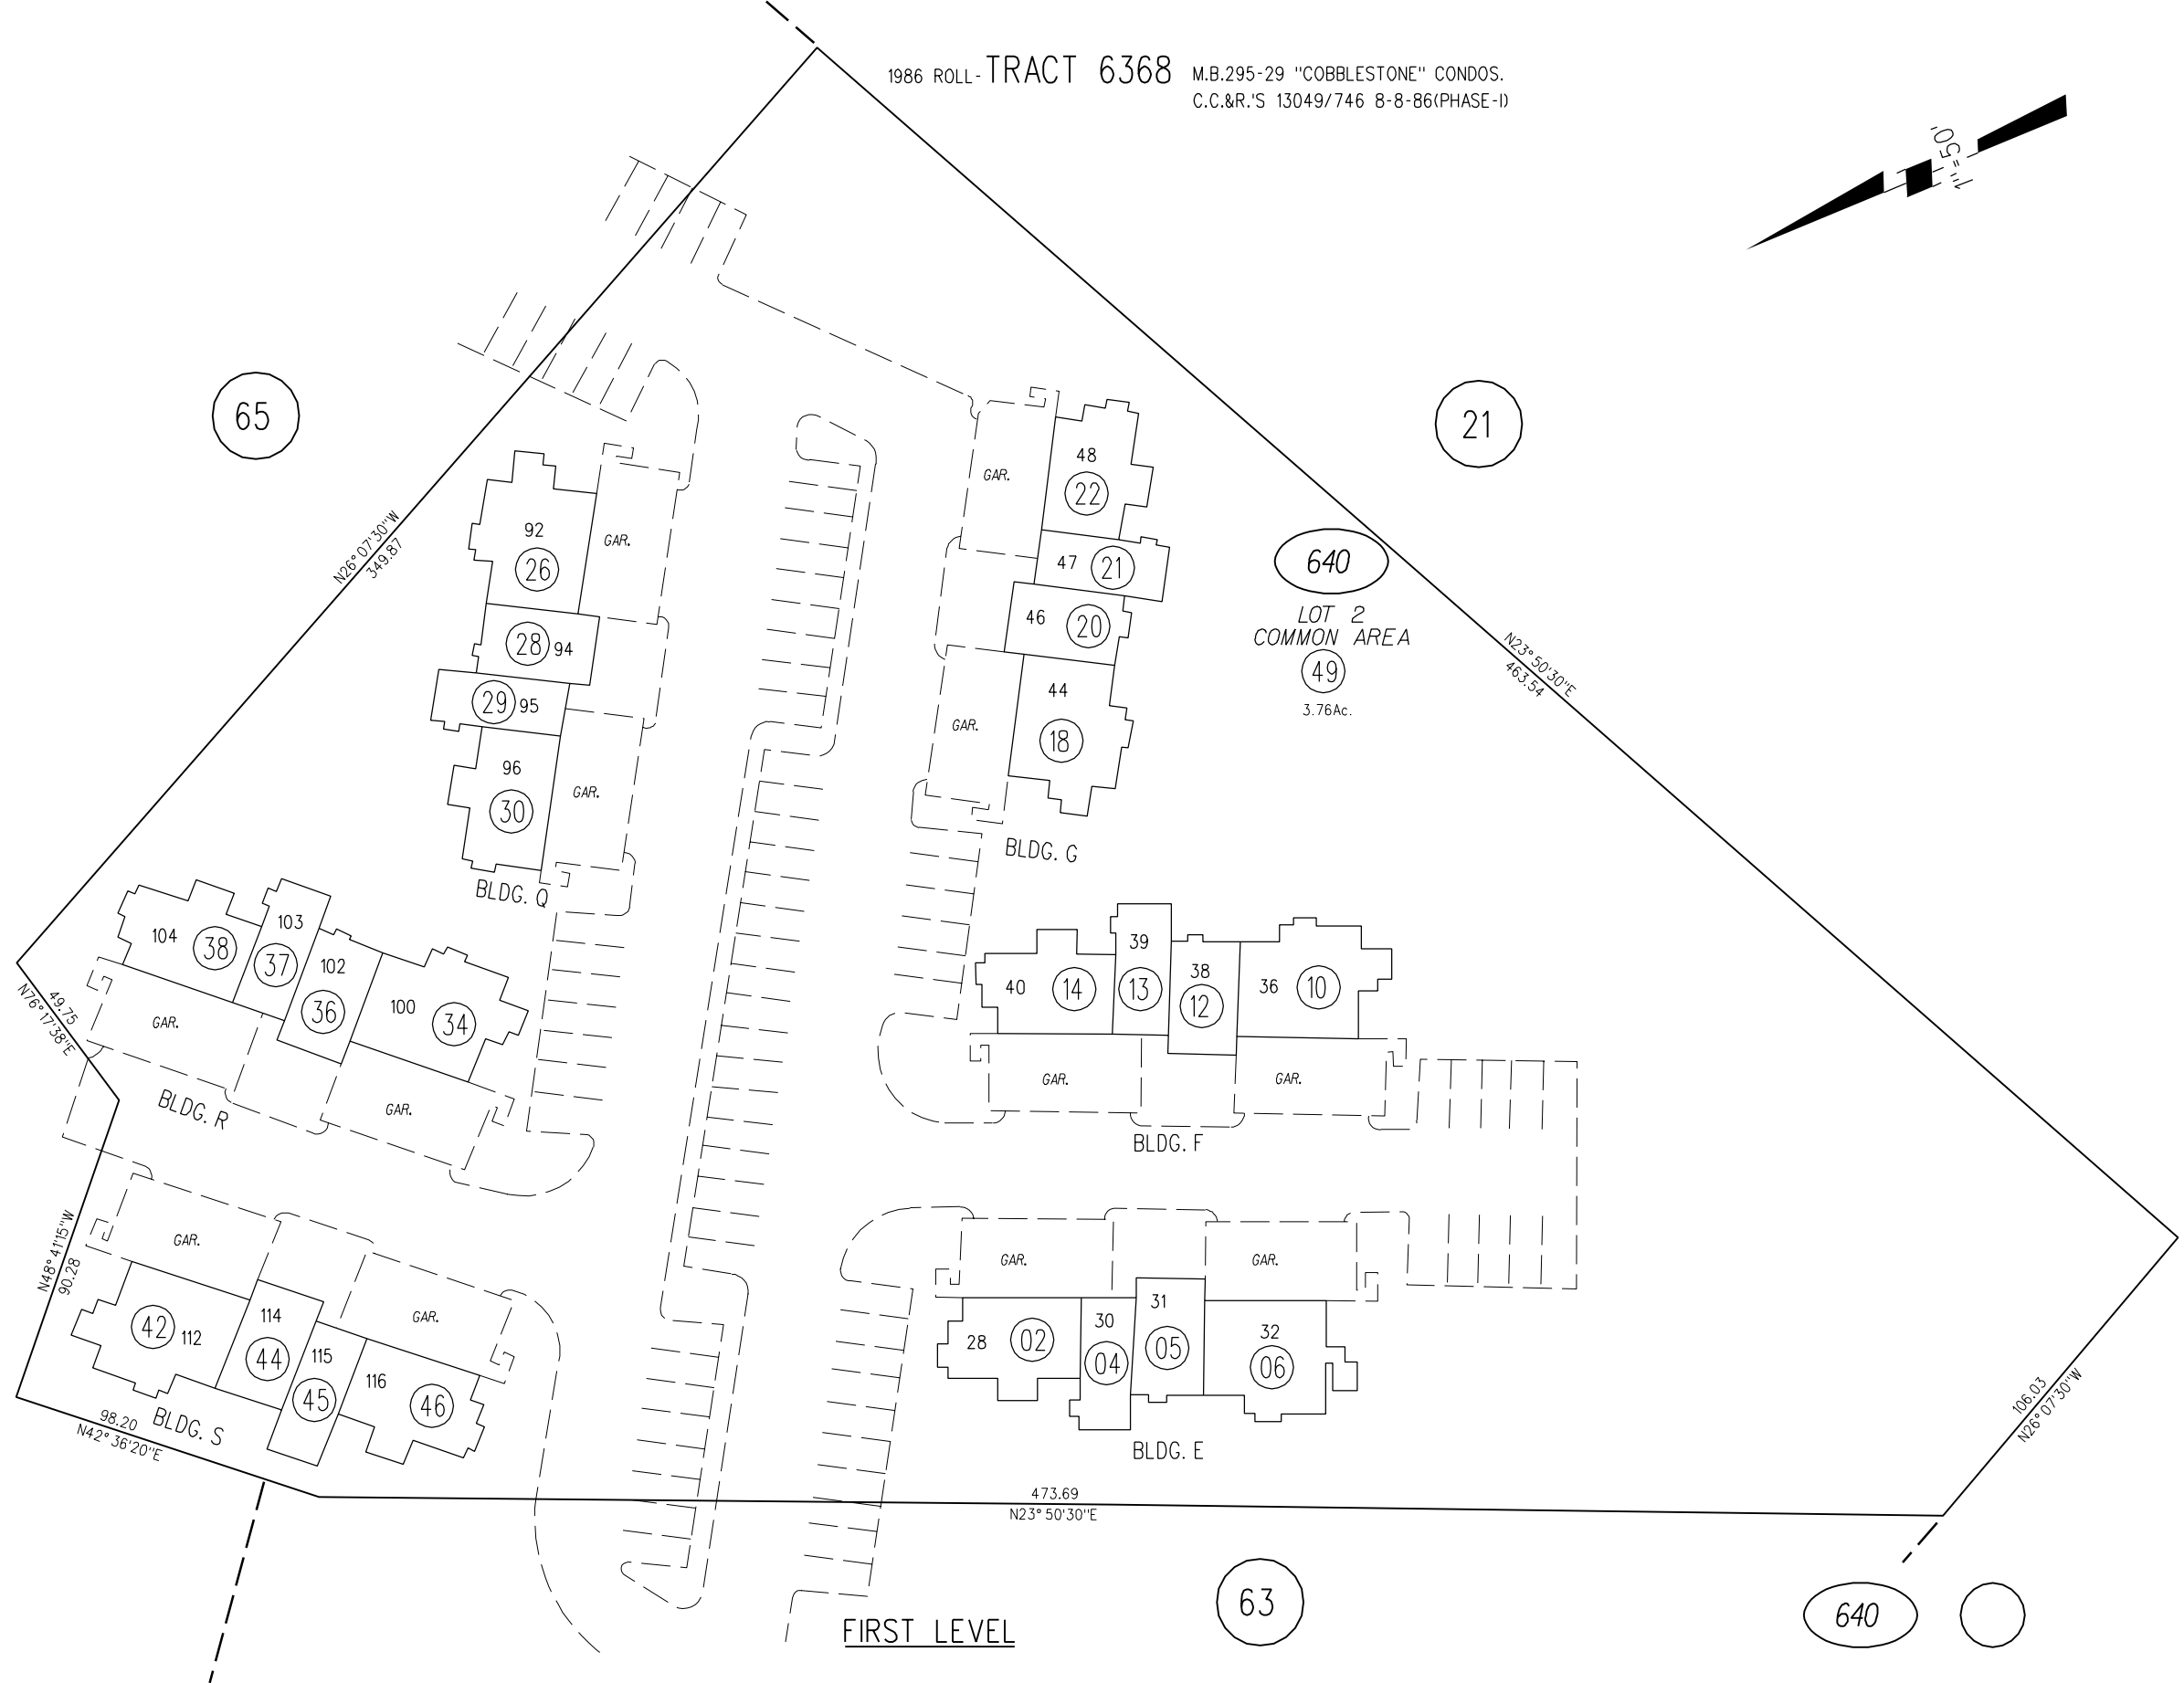 1986 ROLL- TRACT 6368 M.B.295-29 "COBBLESTONE" CONDOS.
C.C.&R.'S 13049/746 8-8-86(PHASE-I)
1"=50'
65
21
N26°07'30"W
349.87
640
LOT 2
COMMON AREA
49
3.76Ac.
N23°50'30"E
463.54
48
22
GAR.
47
21
46
20
44
18
GAR.
BLDG. G
92
26
GAR.
28
94
29
95
96
30
GAR.
BLDG. Q
104
38
103
37
102
36
100
34
GAR.
GAR.
BLDG. R
49.75
N76°17'38"E
40
14
39
13
38
12
36
10
GAR.
GAR.
BLDG. F
N48°41'15"W
90.28
GAR.
GAR.
42
112
114
44
115
45
116
46
BLDG. S
98.20
N42°36'20"E
GAR.
GAR.
28
02
30
04
31
05
32
06
BLDG. E
106.03
N26°07'30"W
473.69
N23°50'30"E
63
640
FIRST LEVEL